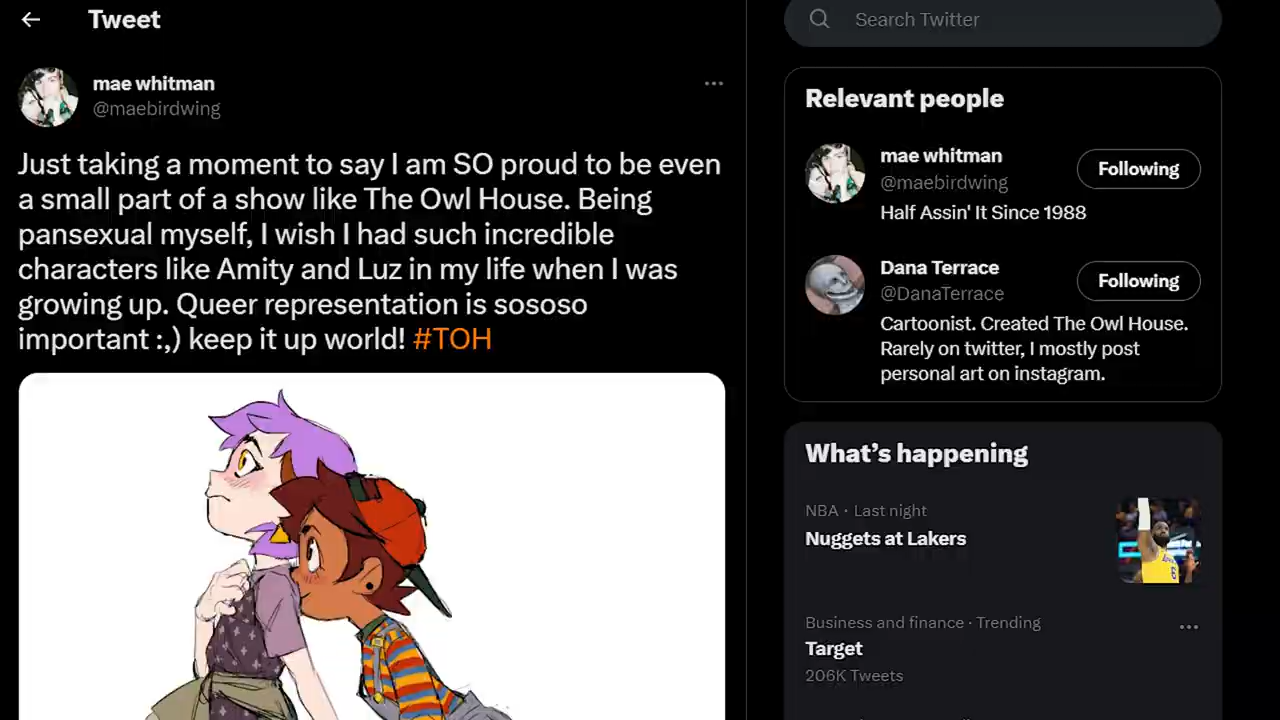 Tweet
mae whitman
@maebirdwing
Just taking a moment to say I am SO proud to be even
a small part of a show like The Owl House. Being
pansexual myself, I wish I had such incredible
characters like Amity and Luz in my life when I was
growing up. Queer representation is sososo
important :,) keep it up world! #TOH
Search Twitter
Relevant people
mae whitman
@maebirdwing
Following
Half Assin' It Since 1988
Dana Terrace
@DanaTerrace
Following
Cartoonist. Created The Owl House.
Rarely on twitter, I mostly post
personal art on instagram.
What's happening
NBA · Last night
Nuggets at Lakers
Business and finance · Trending
Target
206K Tweets